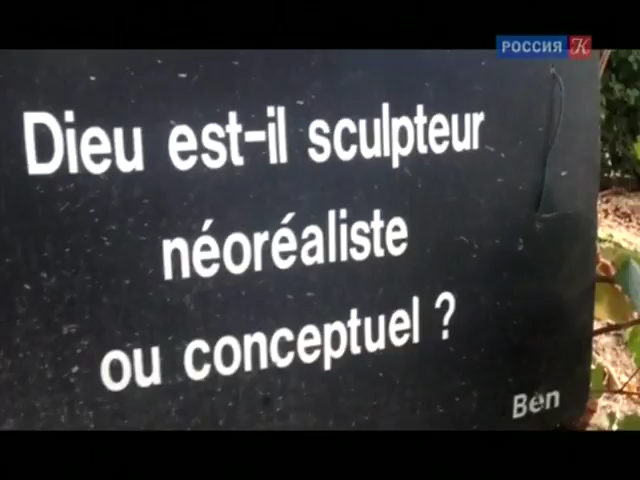 РОССИЯ К
Dieu est-il sculpteur
néoréaliste
ou conceptuel ?
Ben